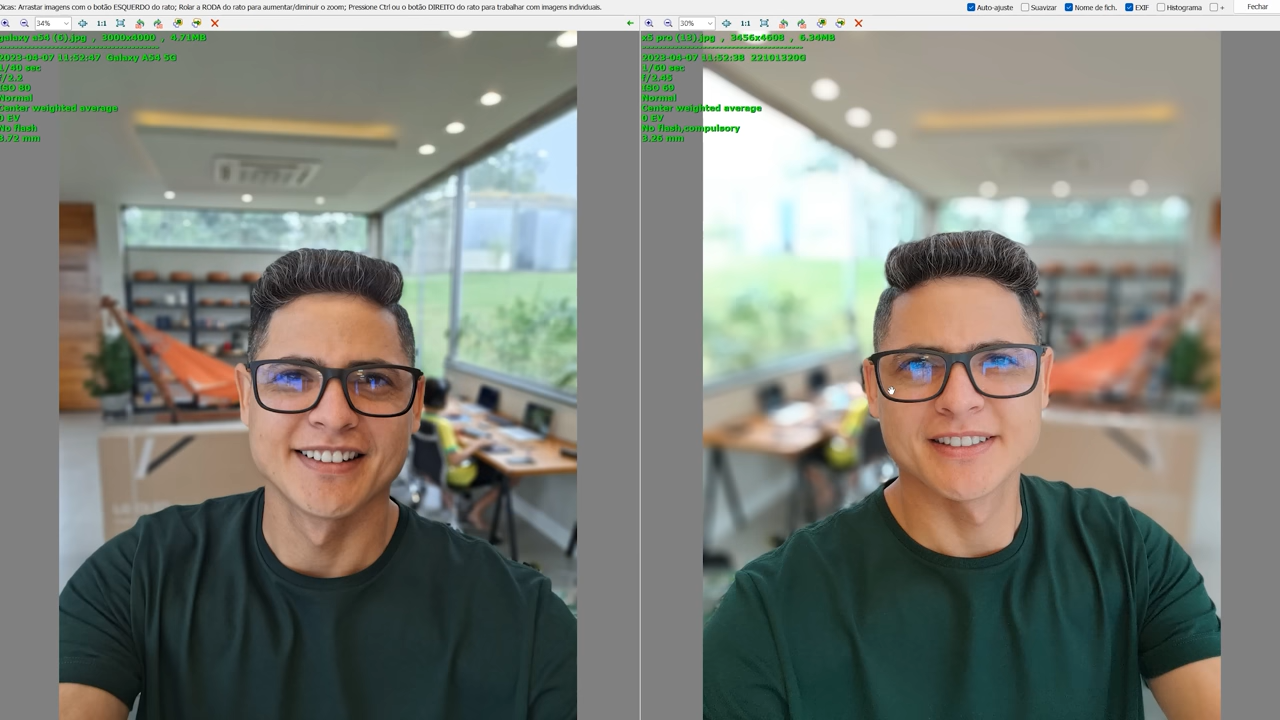 Dicas: Arrastar imagens com o botão ESQUERDO do rato; Rolar a RODA do rato para aumentar/diminuir o zoom; Pressione Ctrl ou o botão DIREITO do rato para trabalhar com imagens individuais.
Auto-ajuste Suavizar Nome de fich. EXIF Histograma + Fechar
1:1 34%
galaxy a54 (6).jpg , 3000x4000 , 4.71MB
2023-04-07 11:52:47 Galaxy A54 5G
1/40 sec
f/2.2
ISO 80
Normal
Center weighted average
0 EV
No flash
3.72 mm
30% 1:1
x5 pro (13).jpg , 3456x4608 , 6.34MB
2023-04-07 11:52:38 22101320G
1/60 sec
f/2.45
ISO 60
Normal
Center weighted average
0 EV
No flash,compulsory
3.26 mm